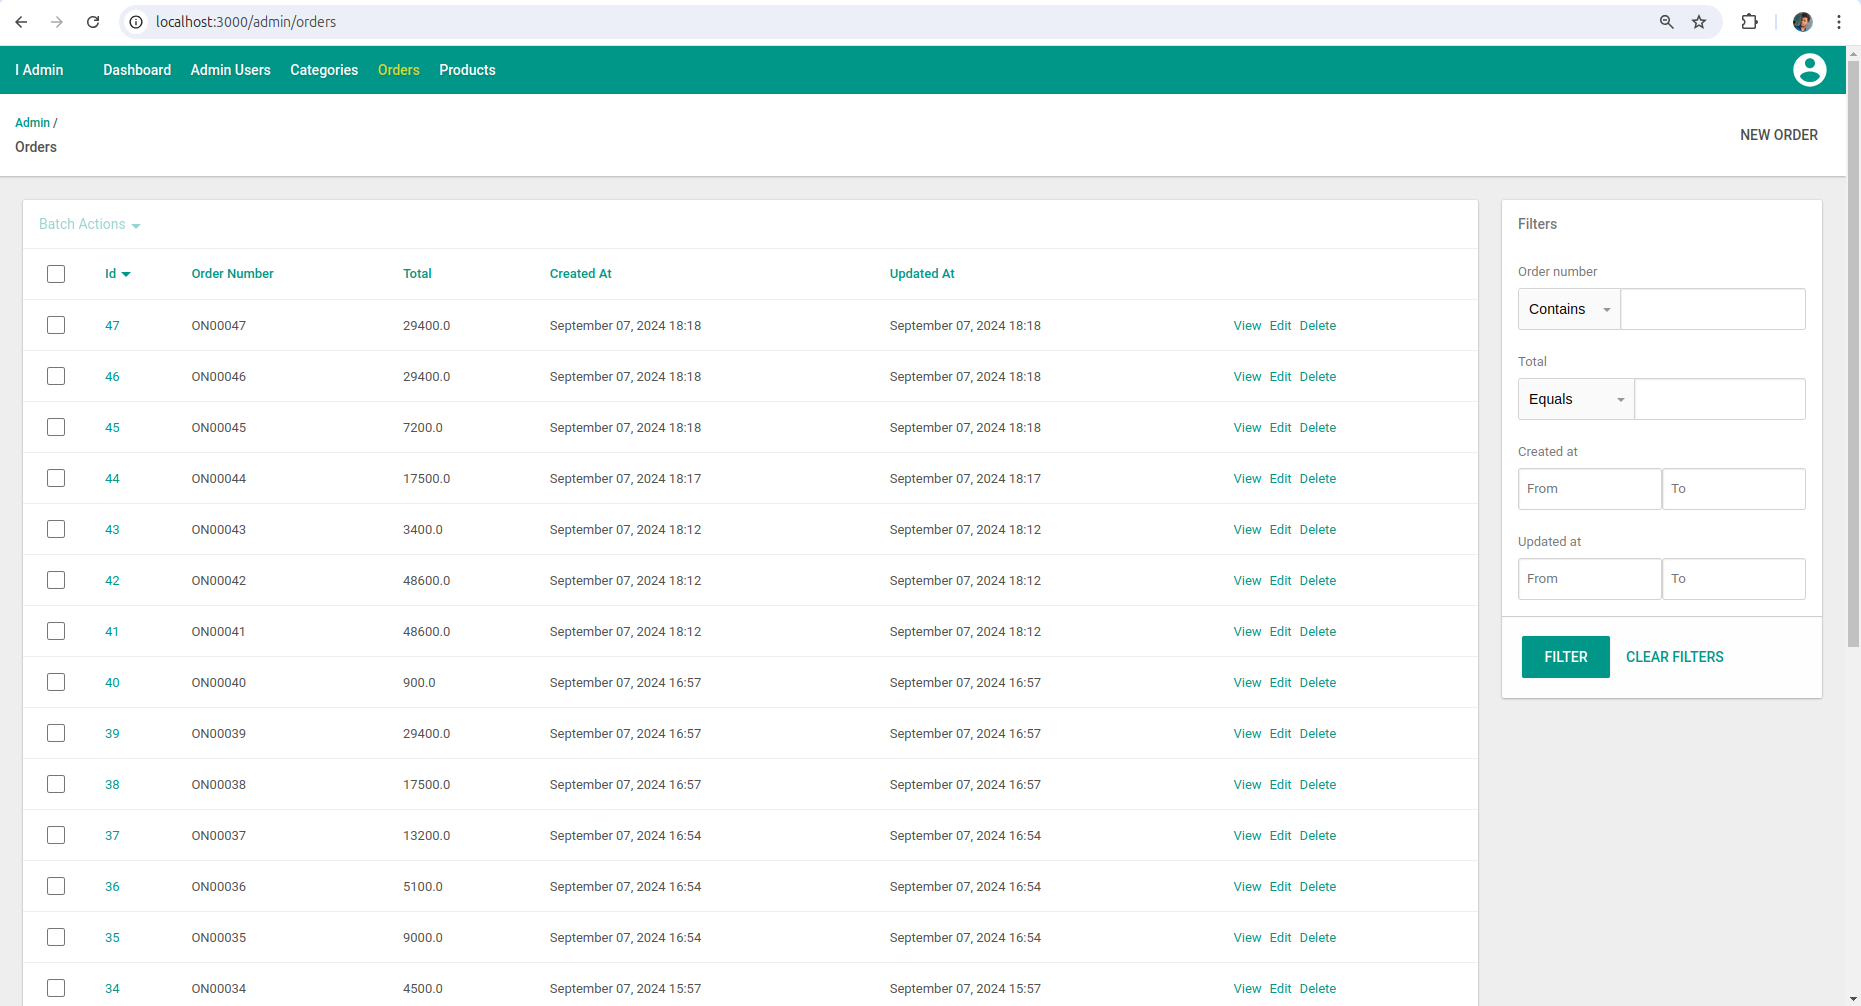 localhost:3000/admin/orders
I Admin Dashboard Admin Users Categories Orders Products
Admin /
Orders
NEW ORDER
Batch Actions
Id Order Number Total Created At Updated At
47 ON00047 29400.0 September 07, 2024 18:18 September 07, 2024 18:18 View Edit Delete
46 ON00046 29400.0 September 07, 2024 18:18 September 07, 2024 18:18 View Edit Delete
45 ON00045 7200.0 September 07, 2024 18:18 September 07, 2024 18:18 View Edit Delete
44 ON00044 17500.0 September 07, 2024 18:17 September 07, 2024 18:17 View Edit Delete
43 ON00043 3400.0 September 07, 2024 18:12 September 07, 2024 18:12 View Edit Delete
42 ON00042 48600.0 September 07, 2024 18:12 September 07, 2024 18:12 View Edit Delete
41 ON00041 48600.0 September 07, 2024 18:12 September 07, 2024 18:12 View Edit Delete
40 ON00040 900.0 September 07, 2024 16:57 September 07, 2024 16:57 View Edit Delete
39 ON00039 29400.0 September 07, 2024 16:57 September 07, 2024 16:57 View Edit Delete
38 ON00038 17500.0 September 07, 2024 16:57 September 07, 2024 16:57 View Edit Delete
37 ON00037 13200.0 September 07, 2024 16:54 September 07, 2024 16:54 View Edit Delete
36 ON00036 5100.0 September 07, 2024 16:54 September 07, 2024 16:54 View Edit Delete
35 ON00035 9000.0 September 07, 2024 16:54 September 07, 2024 16:54 View Edit Delete
34 ON00034 4500.0 September 07, 2024 15:57 September 07, 2024 15:57 View Edit Delete
Filters
Order number
Contains
Total
Equals
Created at
From To
Updated at
From To
FILTER CLEAR FILTERS